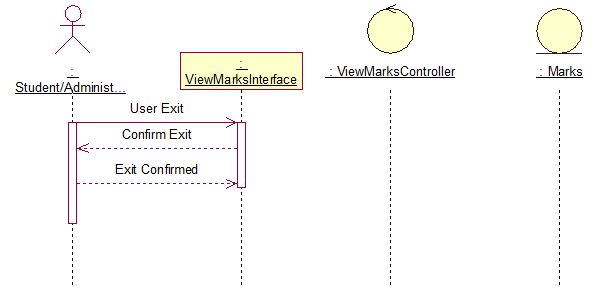 :
Student/Administ...
:
ViewMarksInterface
: ViewMarksController
: Marks
User Exit
Confirm Exit
Exit Confirmed